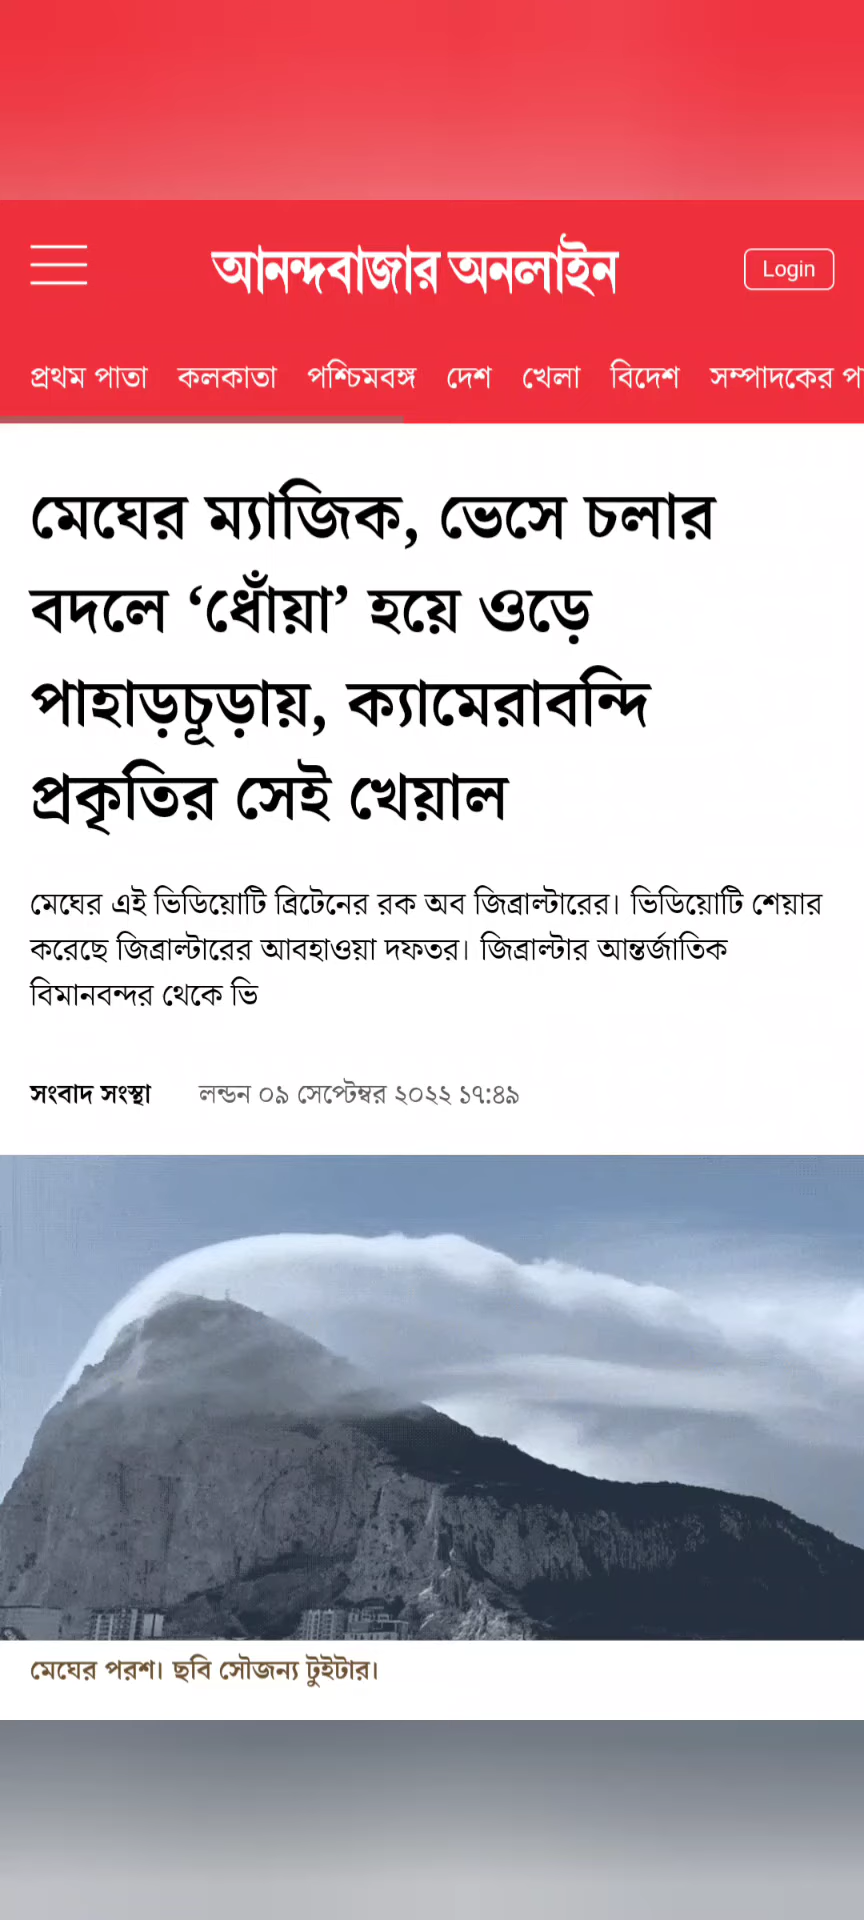 আনন্দবাজার অনলাইন
Login
প্রথম পাতা কলকাতা পশ্চিমবঙ্গ দেশ খেলা বিদেশ সম্পাদকের পা
মেঘের ম্যাজিক, ভেসে চলার
বদলে ‘ধোঁয়া’ হয়ে ওড়ে
পাহাড়চূড়ায়, ক্যামেরাবন্দি
প্রকৃতির সেই খেয়াল
মেঘের এই ভিডিয়োটি ব্রিটেনের রক অব জিব্রাল্টারের। ভিডিয়োটি শেয়ার
করেছে জিব্রাল্টারের আবহাওয়া দফতর। জিব্রাল্টার আন্তর্জাতিক
বিমানবন্দর থেকে ভি
সংবাদ সংস্থা লন্ডন ০৯ সেপ্টেম্বর ২০২২ ১৭:৪৯
মেঘের পরশ। ছবি সৌজন্য টুইটার।